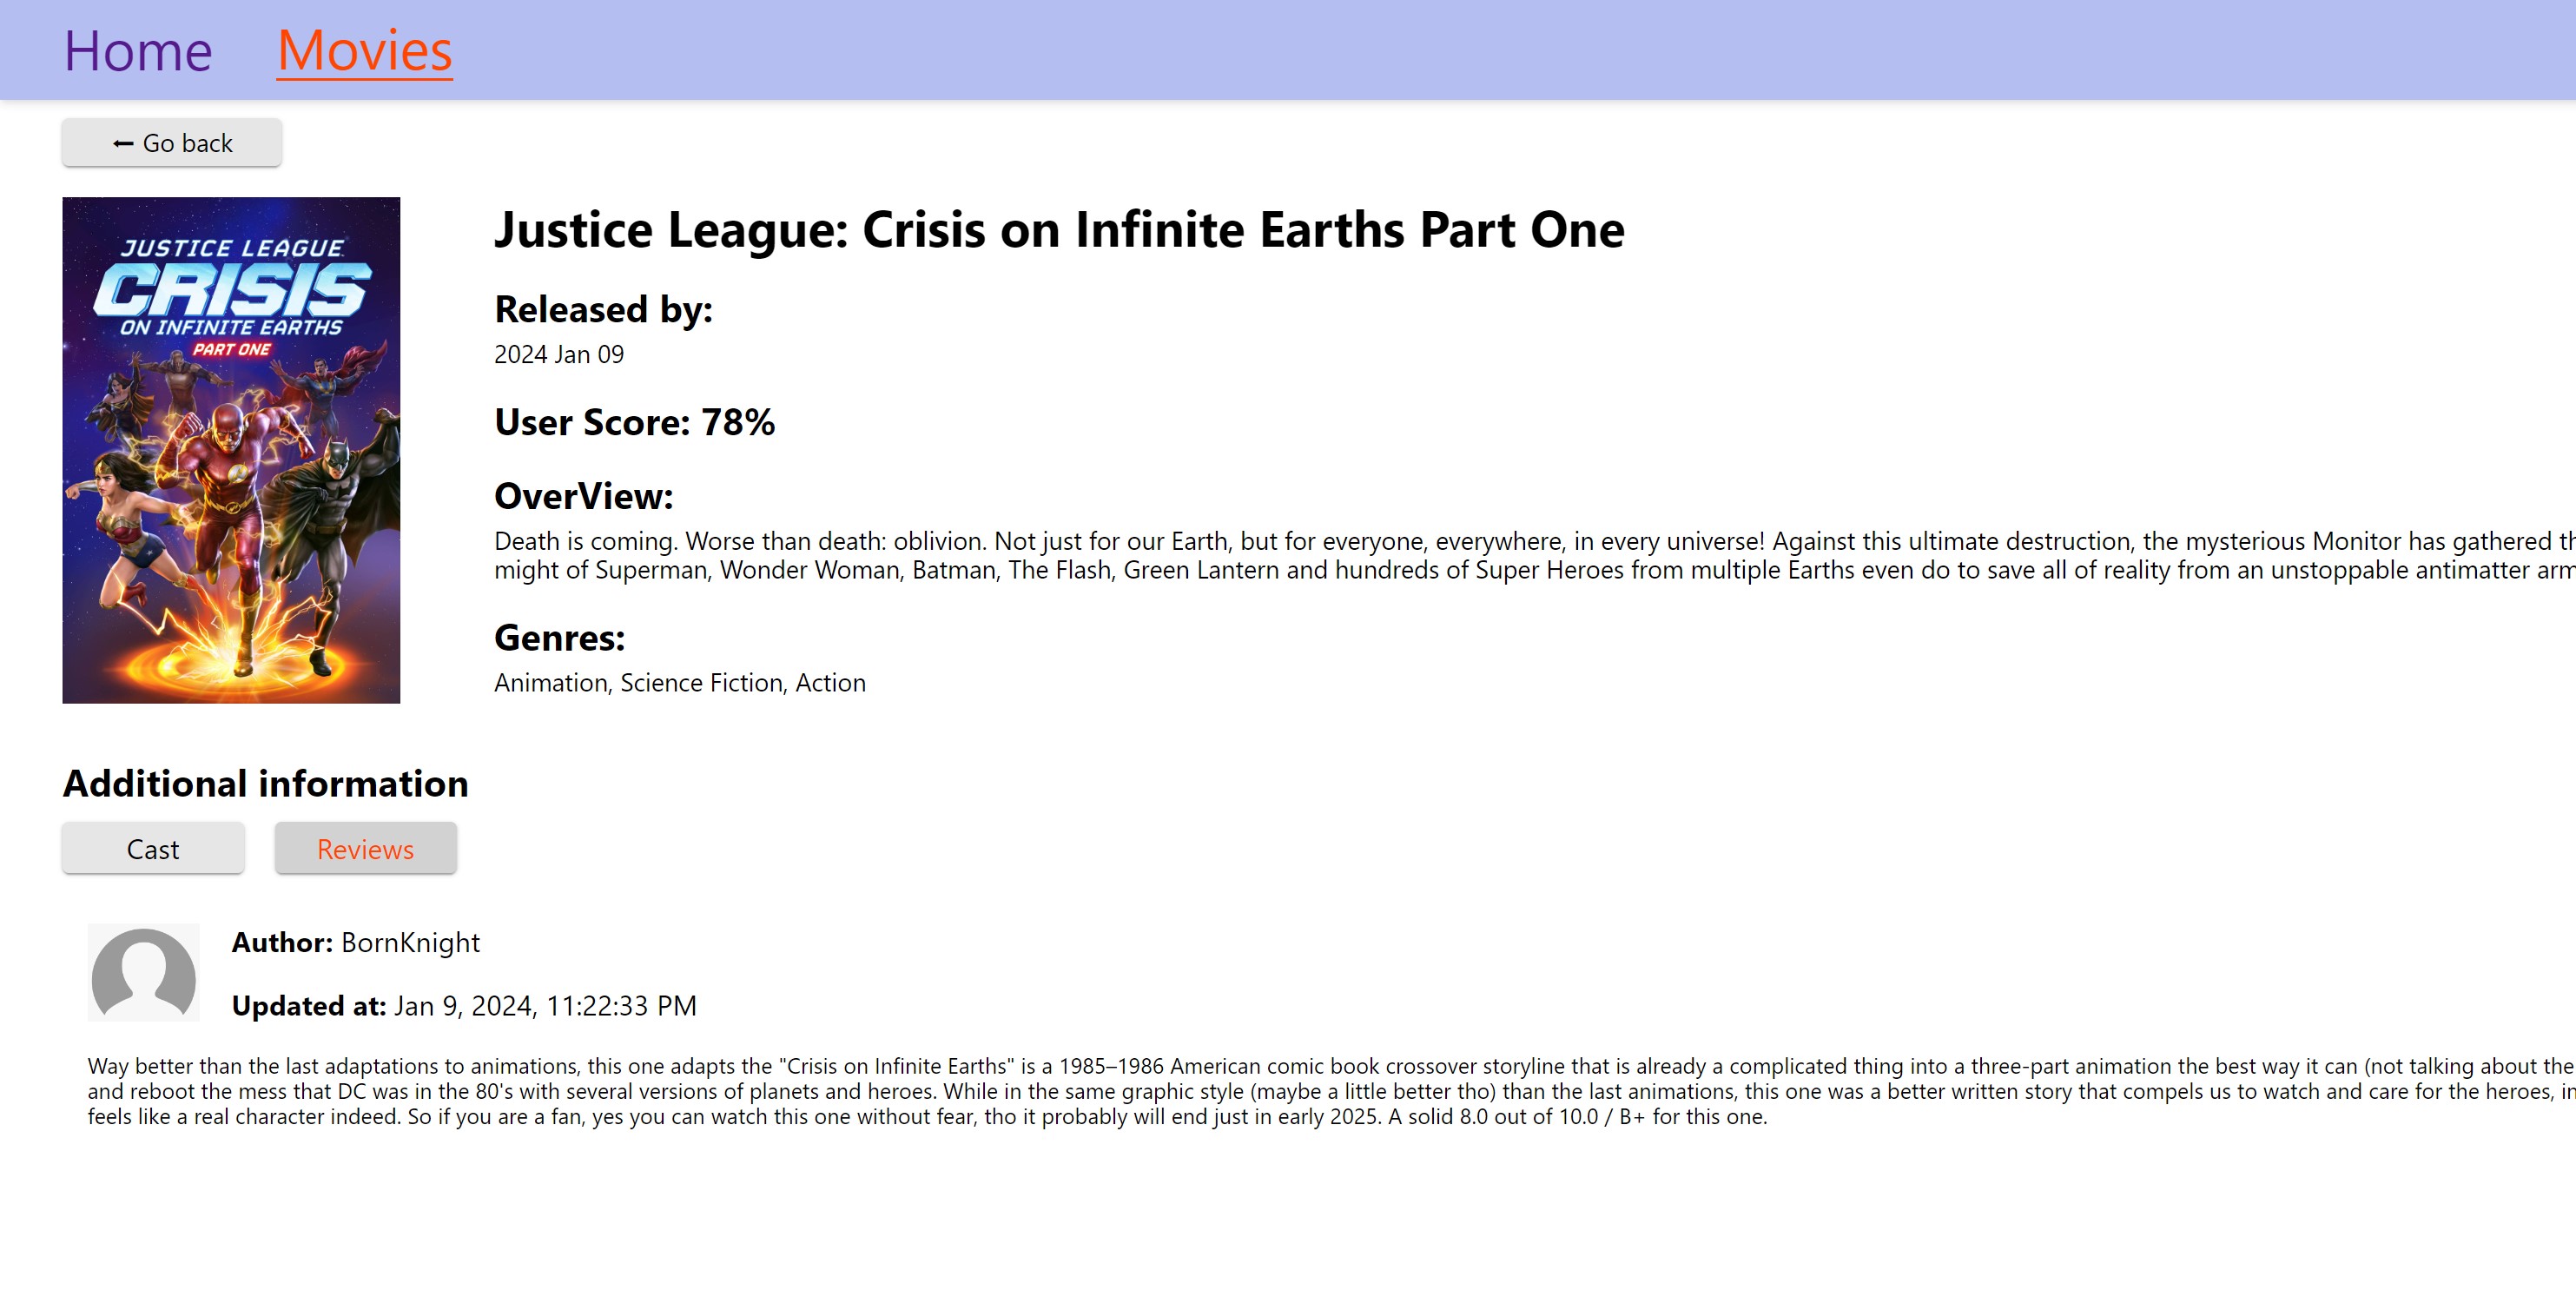 Home Movies
← Go back
JUSTICE LEAGUE
CRISIS
ON INFINITE EARTHS
PART ONE
Justice League: Crisis on Infinite Earths Part One
Released by:
2024 Jan 09
User Score: 78%
OverView:
Death is coming. Worse than death: oblivion. Not just for our Earth, but for everyone, everywhere, in every universe! Against this ultimate destruction, the mysterious Monitor has gathered
might of Superman, Wonder Woman, Batman, The Flash, Green Lantern and hundreds of Super Heroes from multiple Earths even do to save all of reality from an unstoppable antimatter
Genres:
Animation, Science Fiction, Action
Additional information
Cast Reviews
Author: BornKnight
Updated at: Jan 9, 2024, 11:22:33 PM
Way better than the last adaptations to animations, this one adapts the "Crisis on Infinite Earths" is a 1985–1986 American comic book crossover storyline that is already a complicated thing into a three-part animation the best way it can (not talking about the
and reboot the mess that DC was in the 80's with several versions of planets and heroes. While in the same graphic style (maybe a little better tho) than the last animations, this one was a better written story that compels us to watch and care for the heroes,
feels like a real character indeed. So if you are a fan, yes you can watch this one without fear, tho it probably will end just in early 2025. A solid 8.0 out of 10.0 / B+ for this one.